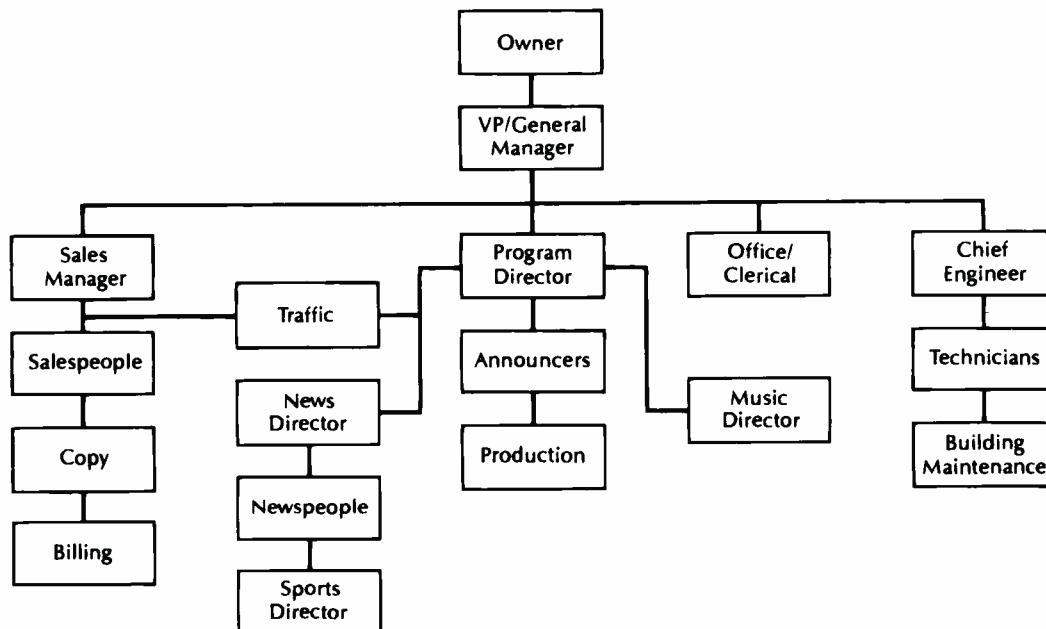 Owner
VP/General
Manager
Sales
Manager
Program
Director
Office/
Clerical
Chief
Engineer
Traffic
Salespeople
Announcers
Technicians
News
Director
Music
Director
Copy
Production
Building
Maintenance
Newspeople
Billing
Sports
Director